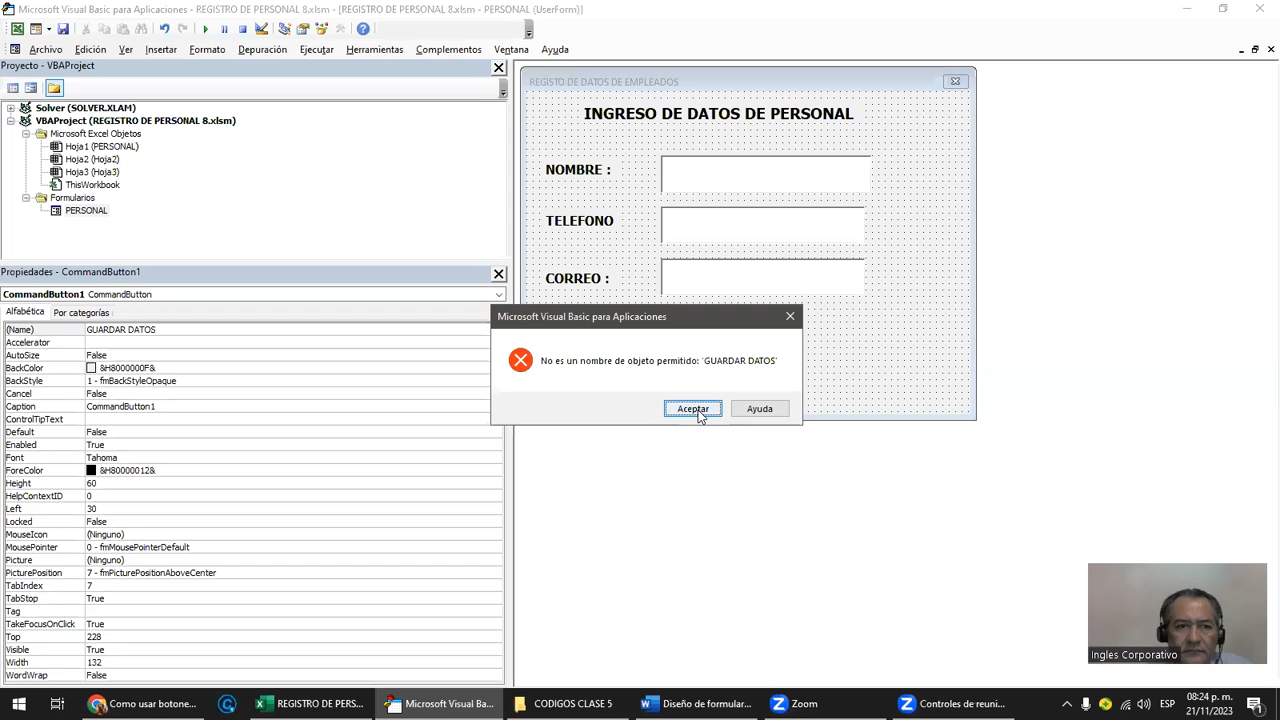 Microsoft Visual Basic para Aplicaciones - REGISTRO DE PERSONAL 8.xlsm - [REGISTRO DE PERSONAL 8.xlsm - PERSONAL (UserForm)]
Archivo Edición Ver Insertar Formato Depuración Ejecutar Herramientas Complementos Ventana Ayuda
Proyecto - VBAProject
Solver (SOLVER.XLAM)
VBAProject (REGISTRO DE PERSONAL 8.xlsm)
Microsoft Excel Objetos
Hoja1 (PERSONAL)
Hoja2 (Hoja2)
Hoja3 (Hoja3)
ThisWorkbook
Formularios
PERSONAL
Propiedades - CommandButton1
CommandButton1 CommandButton
Alfabética Por categorías
(Name) GUARDAR DATOS
Accelerator
AutoSize False
BackColor &H8000000F&
BackStyle 1 - fmBackStyleOpaque
Cancel False
Caption CommandButton1
ControlTipText
Default False
Enabled True
Font Tahoma
ForeColor &H80000012&
Height 60
HelpContextID 0
Left 30
Locked False
MouseIcon (Ninguno)
MousePointer 0 - fmMousePointerDefault
Picture (Ninguno)
PicturePosition 7 - fmPicturePositionAboveCenter
TabIndex 7
TabStop True
Tag
TakeFocusOnClick True
Top 228
Visible True
Width 132
WordWrap False
REGISTO DE DATOS DE EMPLEADOS
INGRESO DE DATOS DE PERSONAL
NOMBRE :
TELEFONO
CORREO :
Microsoft Visual Basic para Aplicaciones
No es un nombre de objeto permitido: 'GUARDAR DATOS'
Aceptar Ayuda
Ingles Corporativo
Como usar botone... REGISTRO DE PERS... Microsoft Visual Ba... CODIGOS CLASE 5 Diseño de formular... Zoom Controles de reuni... ESP 08:24 p. m.
21/11/2023
1